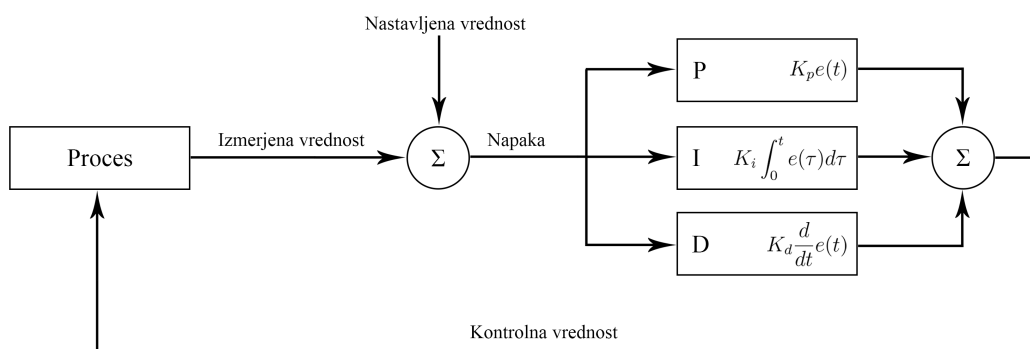 Nastavljena vrednost
Proces
Izmerjena vrednost
Σ
Napaka
P K_p e(t)
I K_i ∫_0^t e(τ)dτ
D K_d d/dt e(t)
Σ
Kontrolna vrednost